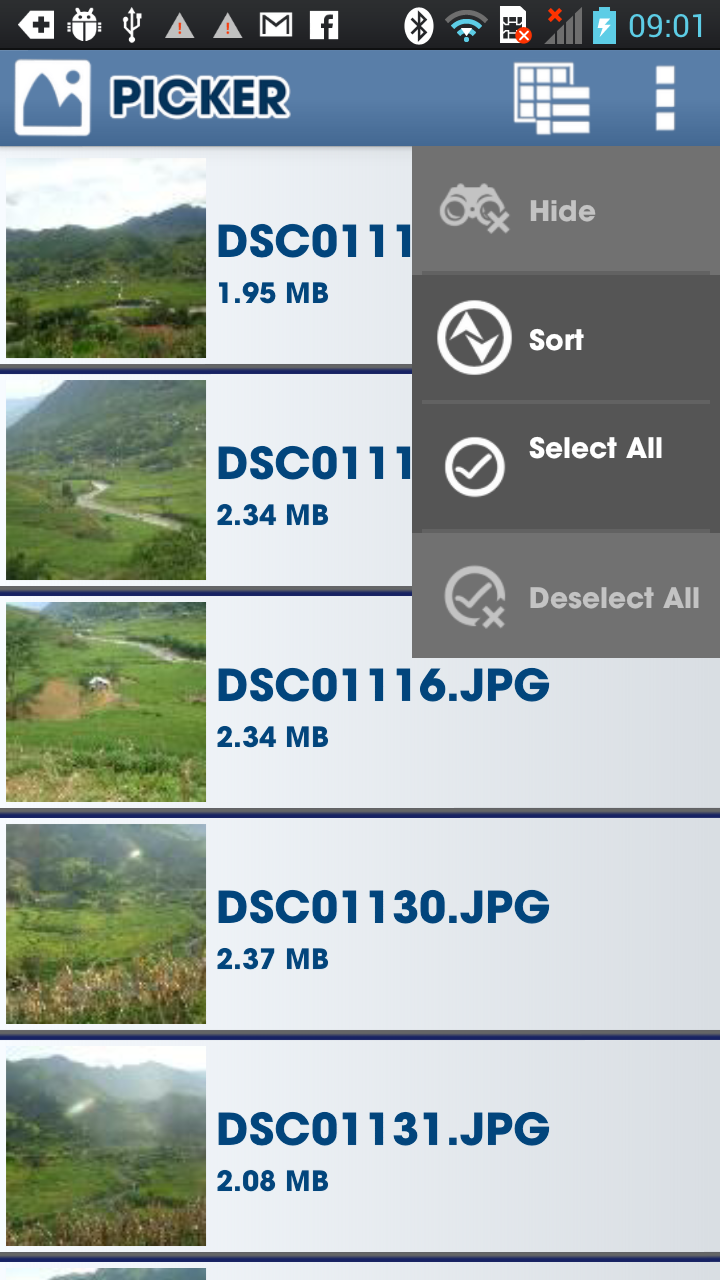 09:01
PICKER
Hide
Sort
Select All
Deselect All
DSC0111
1.95 MB
DSC0111
2.34 MB
DSC01116.JPG
2.34 MB
DSC01130.JPG
2.37 MB
DSC01131.JPG
2.08 MB